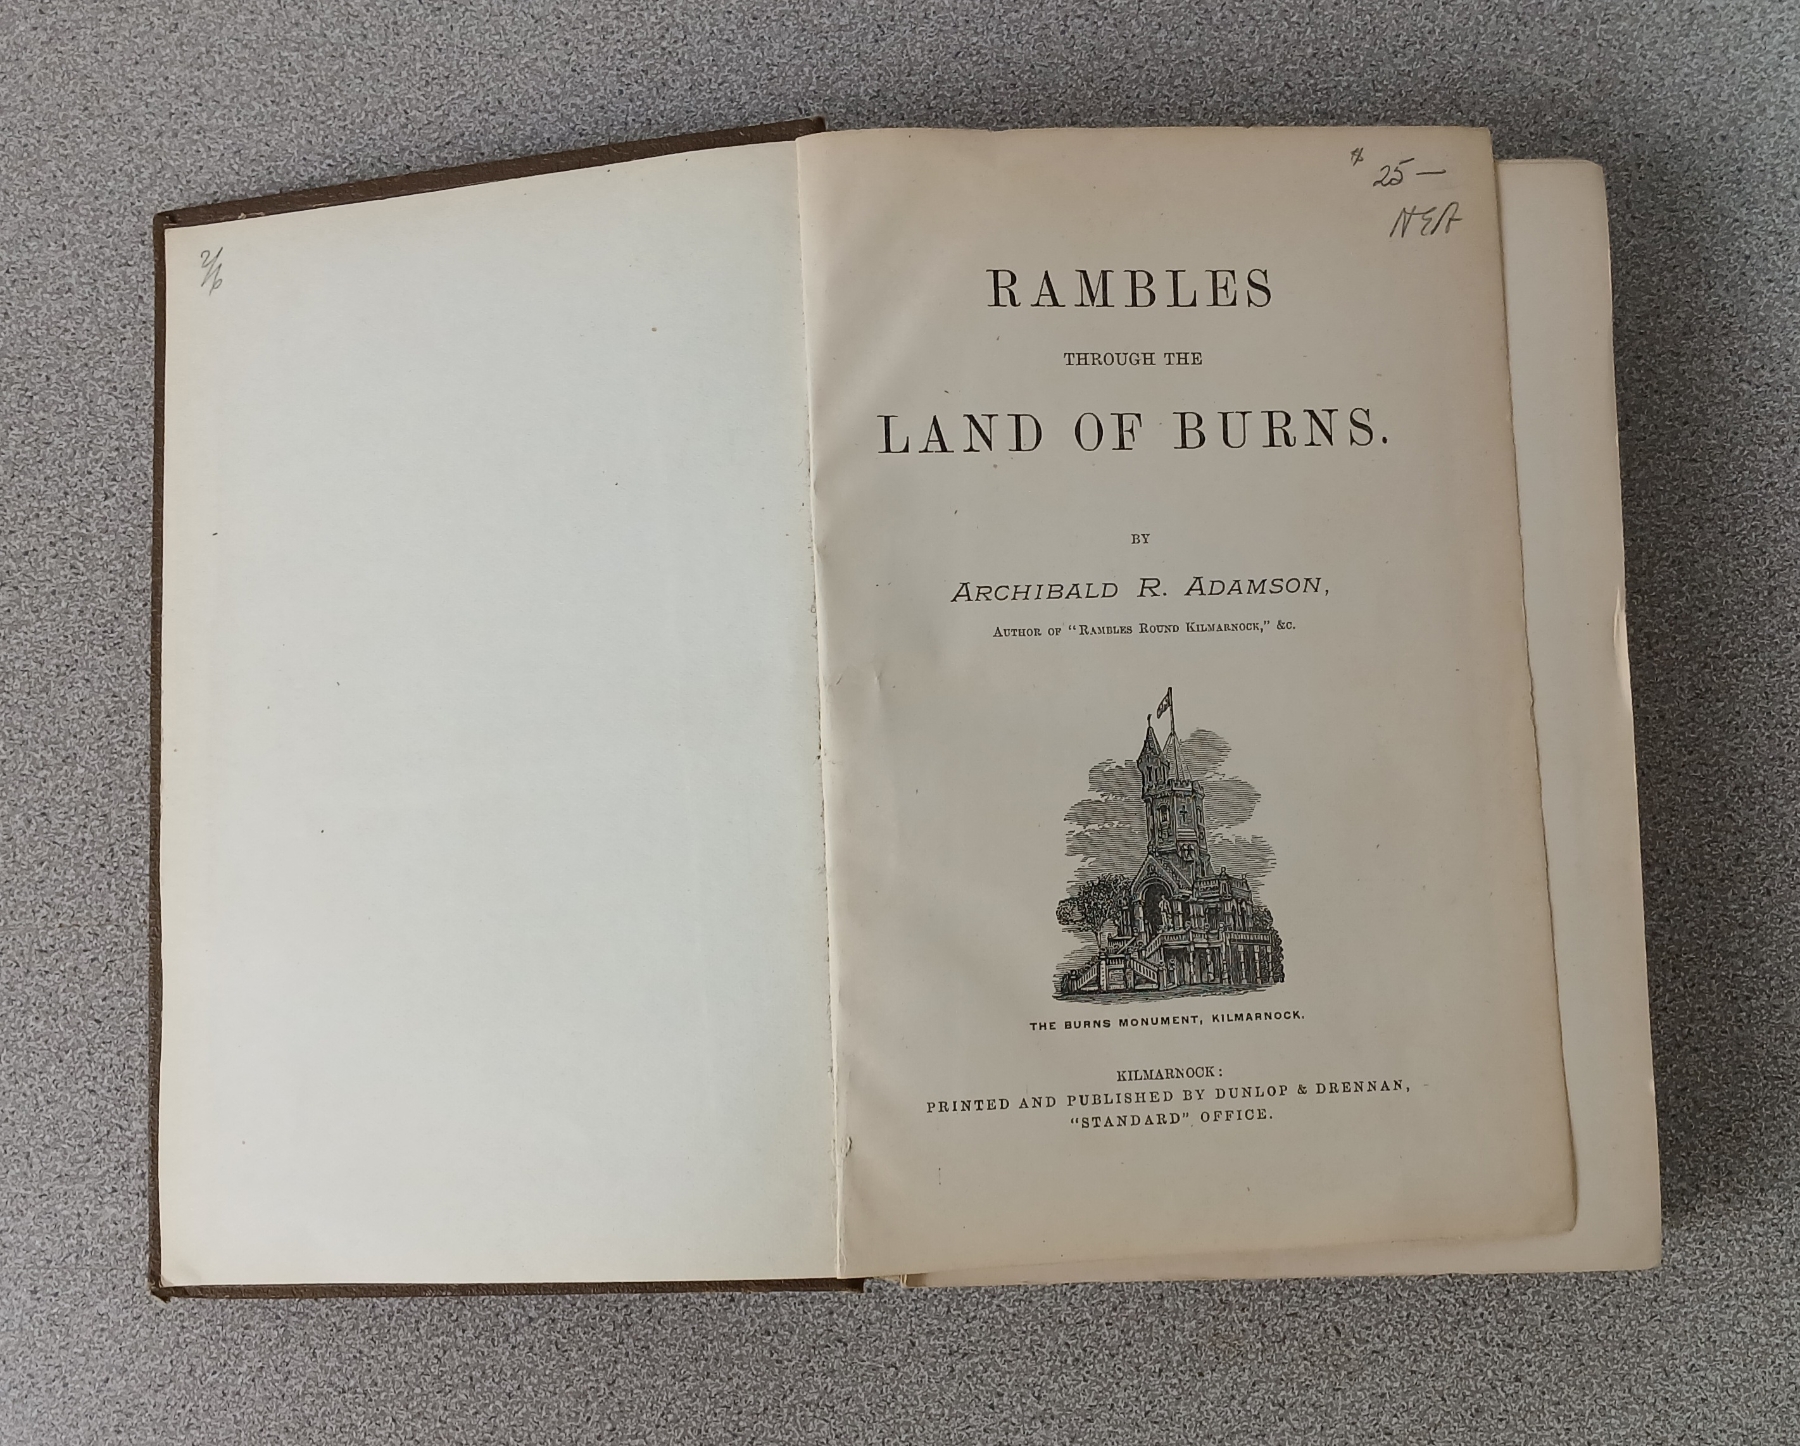 2/6
$ 25—
NEA
RAMBLES
THROUGH THE
LAND OF BURNS.
BY
ARCHIBALD R. ADAMSON,
AUTHOR OF “RAMBLES ROUND KILMARNOCK,” &C.
THE BURNS MONUMENT, KILMARNOCK.
KILMARNOCK:
PRINTED AND PUBLISHED BY DUNLOP & DRENNAN,
“STANDARD” OFFICE.